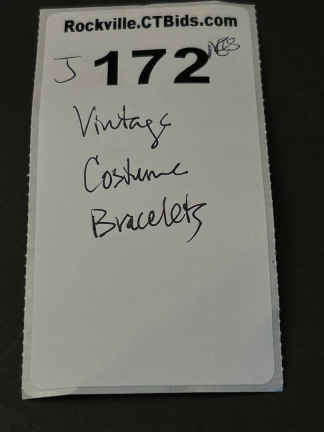 Rockville.CTBids.com
J 172
Vintage
Costume
Bracelets